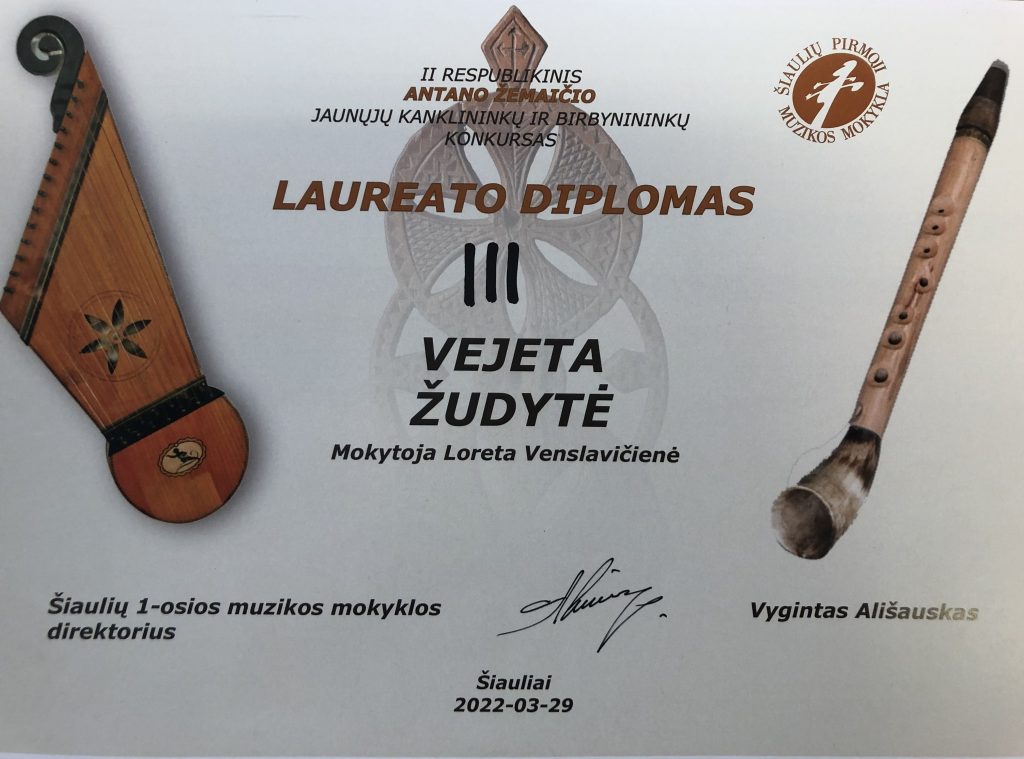 II RESPUBLIKINIS
ANTANO ŽEMAIČIO
JAUNŲJŲ KANKLININKŲ IR BIRBYNININKŲ
KONKURSAS
ŠIAULIŲ PIRMOJI
MUZIKOS MOKYKLA
LAUREATO DIPLOMAS
III
VEJETA
ŽUDYTĖ
Mokytoja Loreta Venslavičienė
Šiaulių 1-osios muzikos mokyklos
direktorius
Vygintas Ališauskas
Šiauliai
2022-03-29